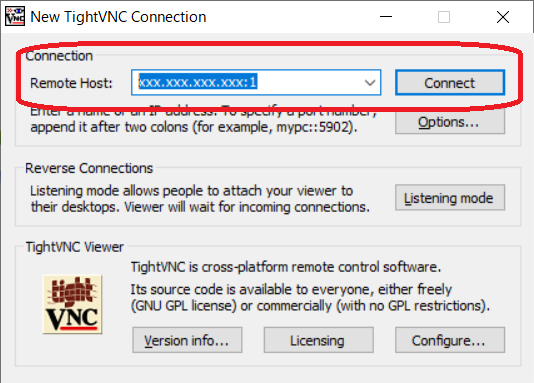 New TightVNC Connection
Connection
Remote Host: xxx.xxx.xxx.xxx:1 Connect
Enter a name or an IP address. To specify a port number,
append it after two colons (for example, mypc::5902). Options...
Reverse Connections
Listening mode allows people to attach your viewer to
their desktops. Viewer will wait for incoming connections. Listening mode
TightVNC Viewer
TightVNC is cross-platform remote control software.
Its source code is available to everyone, either freely
(GNU GPL license) or commercially (with no GPL restrictions).
tight
VNC
Version info... Licensing Configure...